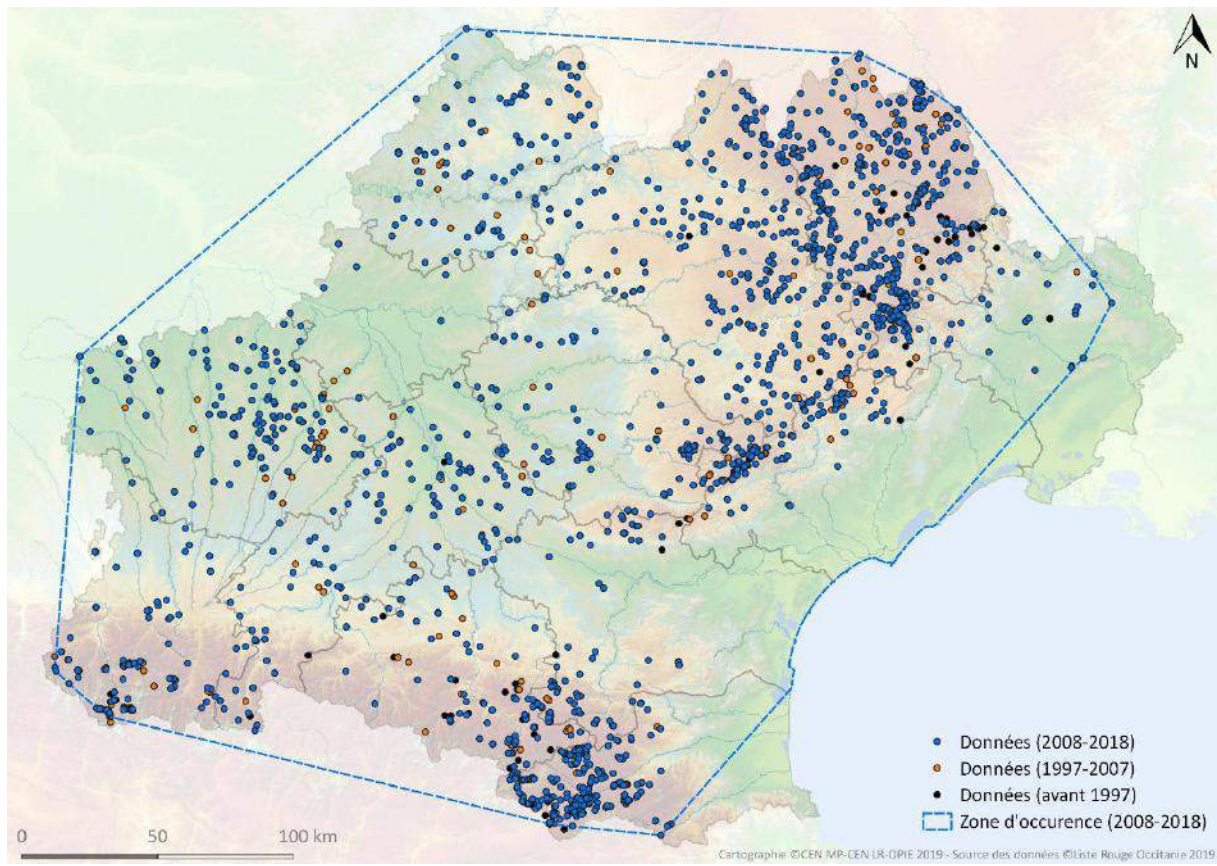 N
Données (2008-2018)
Données (1997-2007)
Données (avant 1997)
Zone d'occurence (2008-2018)
0 50 100 km
Cartographie ©CEN MP-CEN LR-OPIE 2019 - Source des données ©Liste Rouge Occitanie 2019